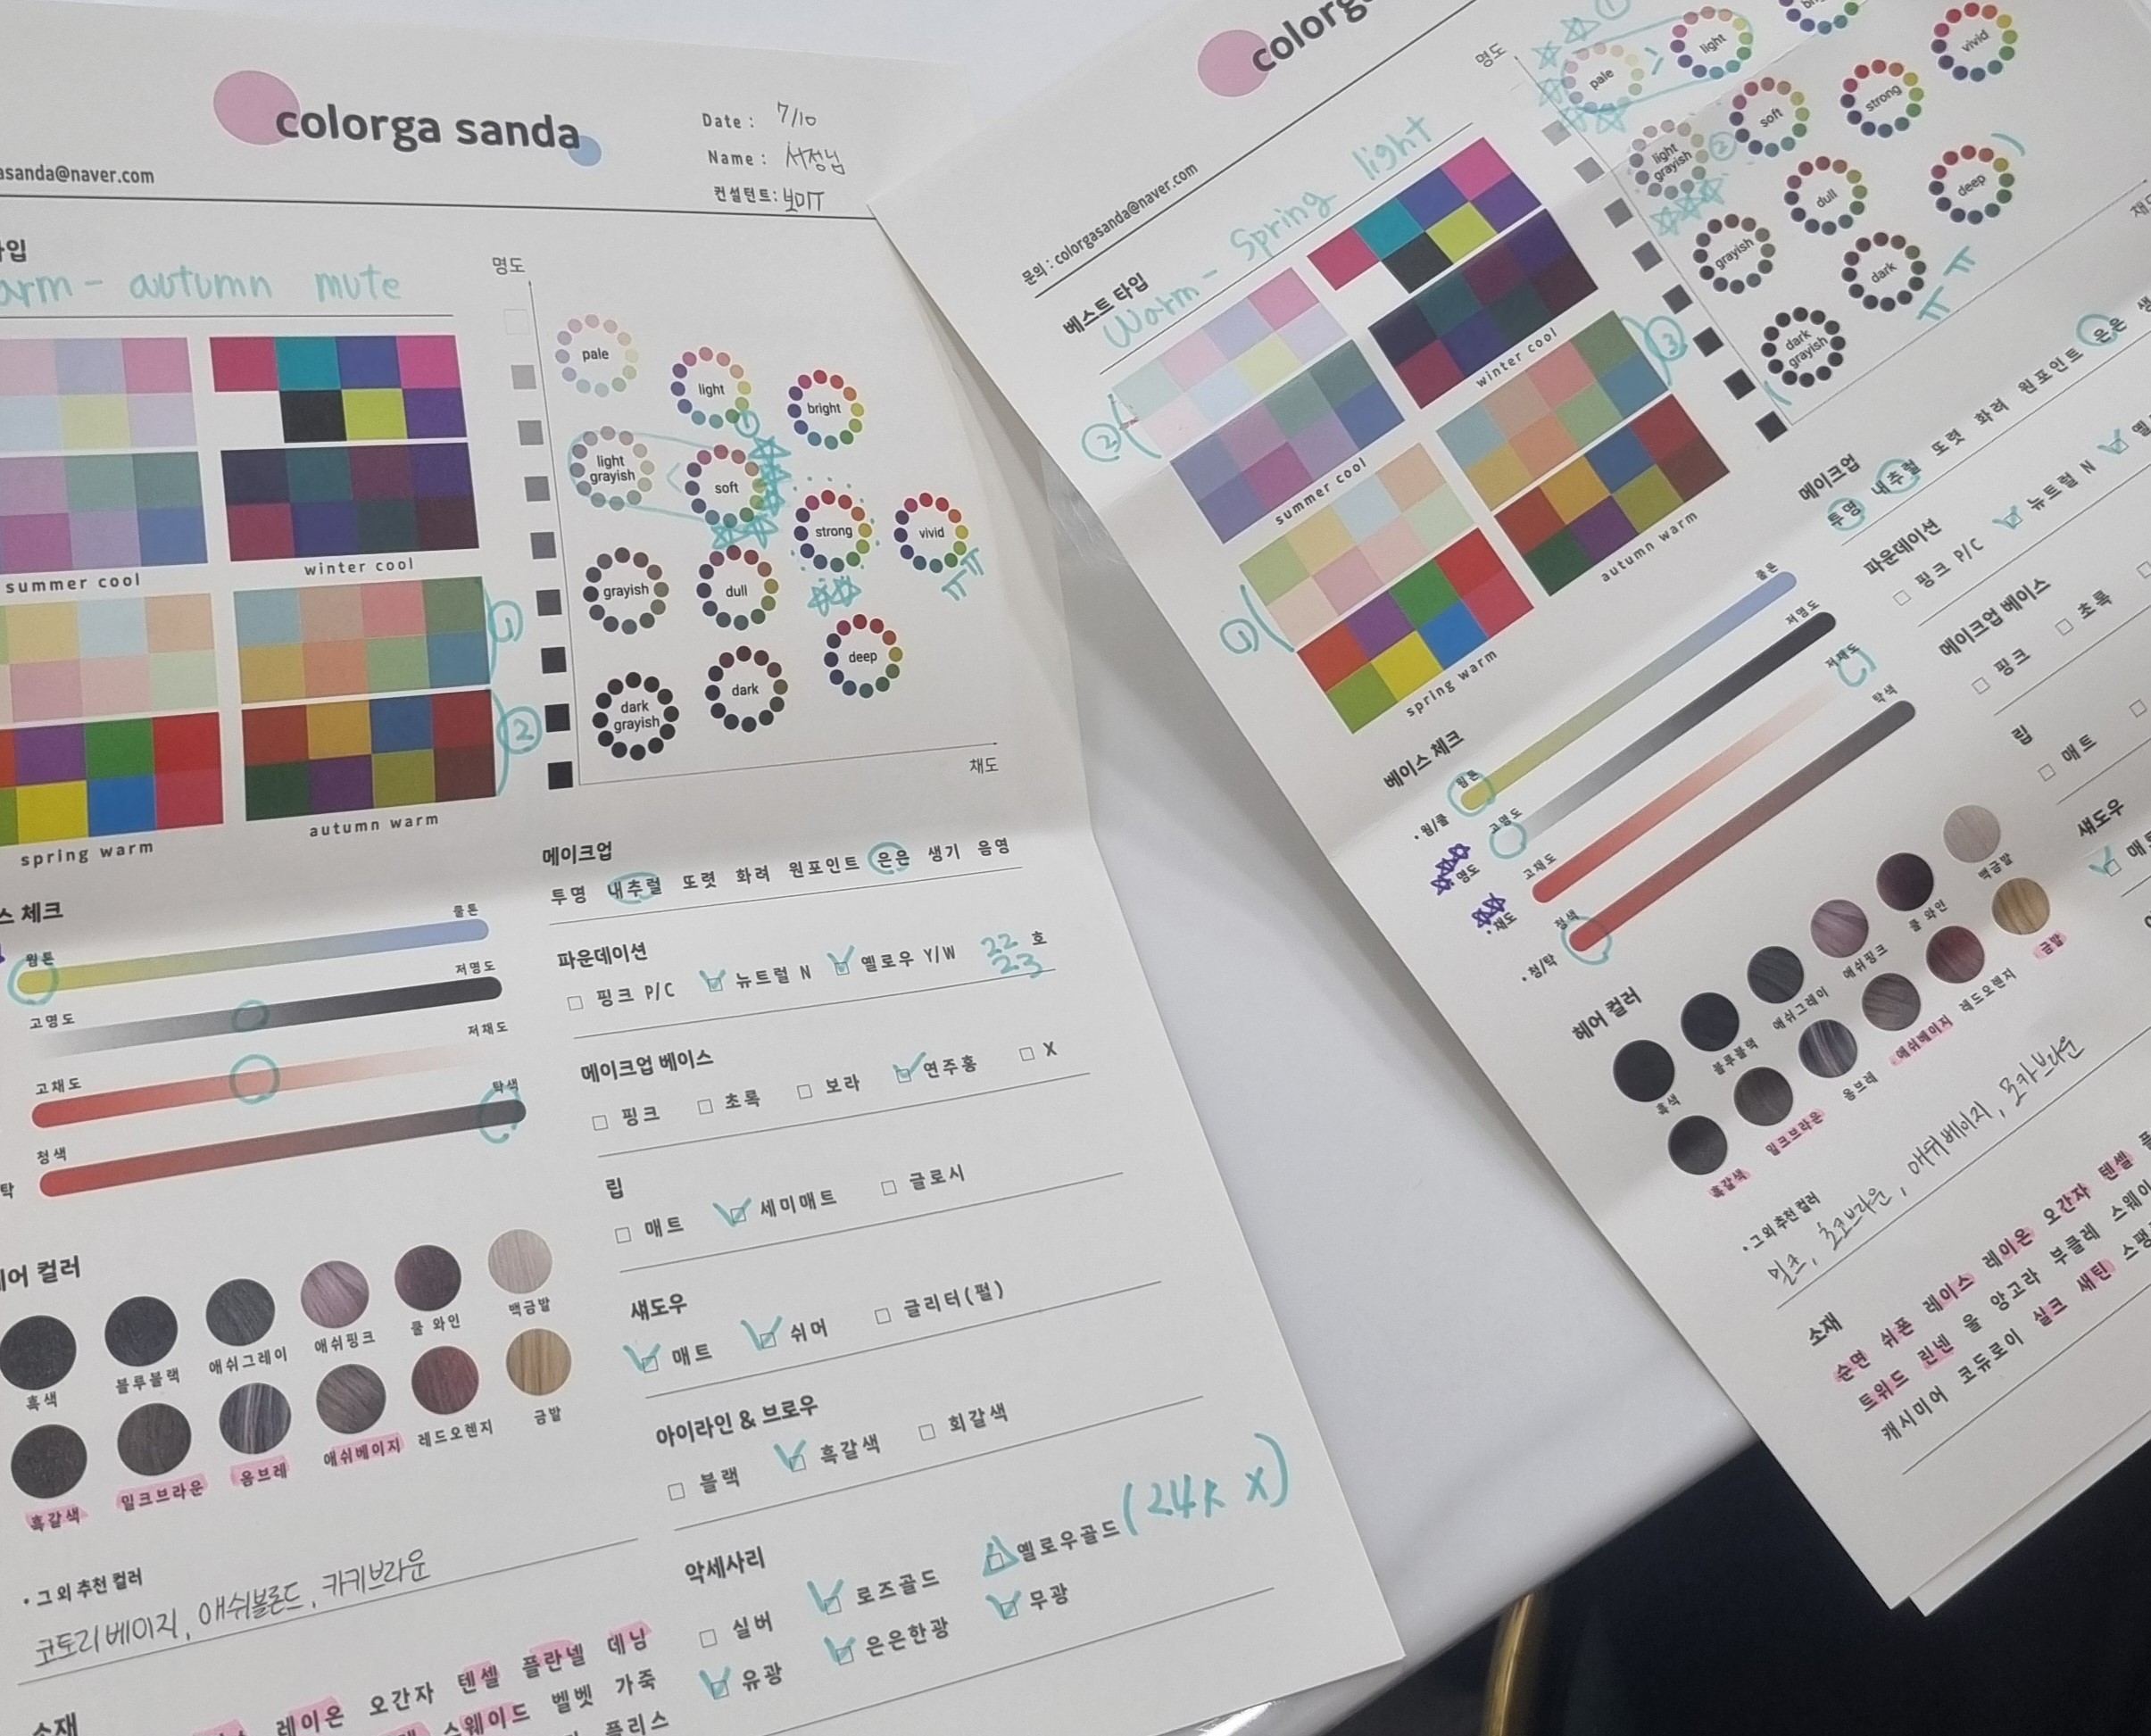 colorga sanda
Date : 7/10
Name : 서정님
컨설턴트:
asanda@naver.com
타입
arm - autumn mute
명도
pale
light
bright
light grayish
soft
strong
vivid
grayish
dull
deep
dark grayish
dark
채도
summer cool
winter cool
①
②
spring warm
autumn warm
스 체크
웜톤
쿨톤
고명도
저명도
고채도
저채도
청색
탁색
탁
헤어 컬러
흑색
블루블랙
애쉬그레이
애쉬핑크
쿨 와인
백금발
흑갈색
밀크브라운
옴브레
애쉬베이지
레드오렌지
금발
• 그 외 추천 컬러
코토리베이지, 애쉬블론드, 카키브라운
소재
레이온 오간자 텐셀 플란넬 데님
스웨이드 벨벳 가죽
플리스
메이크업
투명 내추럴 또렷 화려 원포인트 은은 생기 음영
파운데이션
핑크 P/C 뉴트럴 N 옐로우 Y/W 22 23 호
메이크업 베이스
핑크 초록 보라 연주홍 X
립
매트 세미매트 글로시
섀도우
매트 쉬머 글리터(펄)
아이라인 & 브로우
블랙 흑갈색 회갈색
악세사리
실버 로즈골드 옐로우골드 (24k X)
유광 은은한광 무광
colorg
문의 : colorgasanda@naver.com
베스트 타입
Warm - Spring light
명도
①
pale
light
bri
vivid
light grayish
②
soft
strong
grayish
dull
deep
dark grayish
dark
채도
②
summer cool
winter cool
③
①
spring warm
autumn warm
베이스 체크
• 웜/쿨
웜톤
쿨톤
명도
고명도
저명도
• 채도
고채도
저채도
• 청/탁
청색
탁색
헤어 컬러
흑색
블루블랙
애쉬그레이
애쉬핑크
쿨 와인
백금발
흑갈색
밀크브라운
옴브레
애쉬베이지
레드오렌지
금발
• 그 외 추천 컬러
밀크, 초코브라운, 애쉬베이지, 모카브라운
소재
순면 쉬폰 레이스 레이온 오간자 텐셀
트위드 린넨 울 앙고라 부클레 스웨이
캐시미어 코듀로이 실크 새틴 스팽
메이크업
투명 내추럴 또렷 화려 원포인트 은은 생
파운데이션
핑크 P/C 뉴트럴 N 옐
메이크업 베이스
핑크 초록
립
매트
섀도우
매